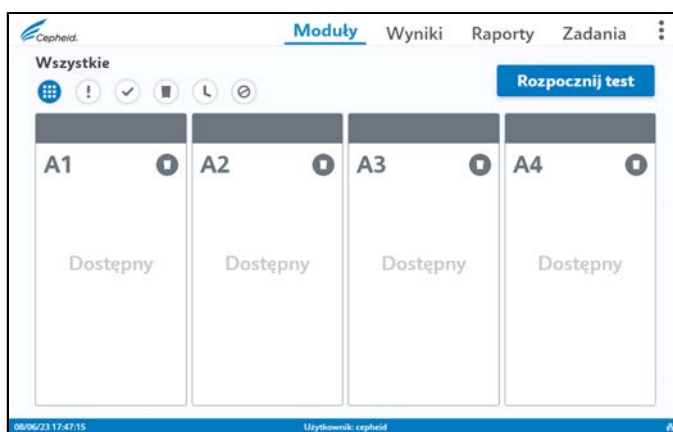 Cepheid.
Moduły Wyniki Raporty Zadania
Wszystkie
Rozpocznij test
A1 A2 A3 A4
Dostępny Dostępny Dostępny Dostępny
08/06/23 17:47:15 Użytkownik: cepheid